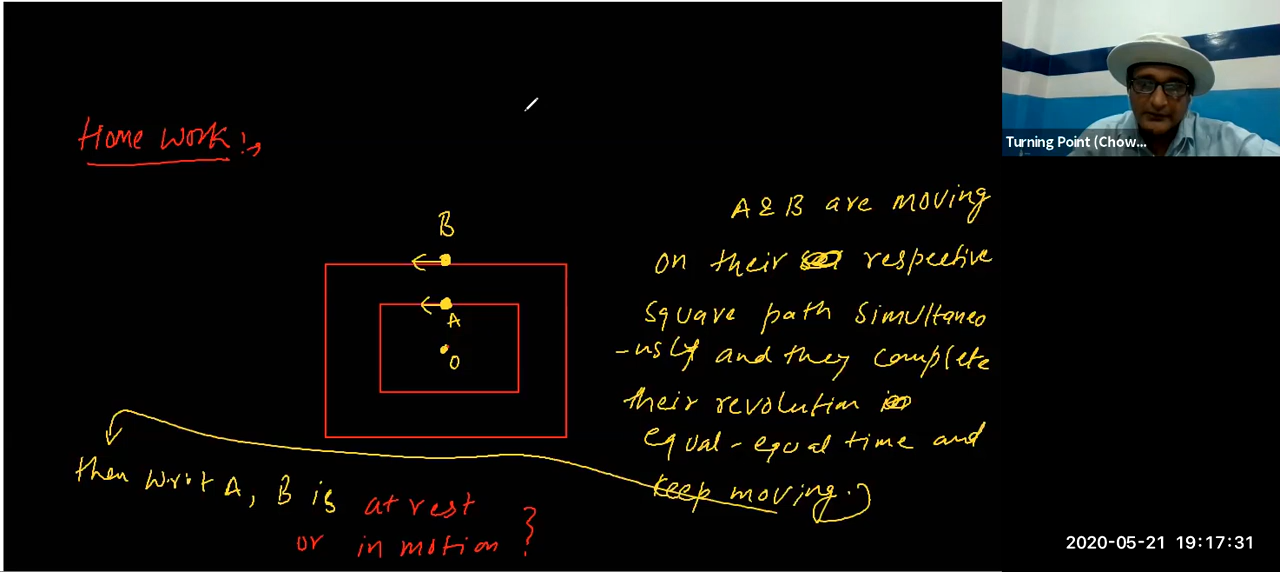 Home work :→
B
A
O
A & B are moving
on their respective
square path simultaneo
-usly and they complete
their revolution in
equal-equal time and
keep moving.
then w.r.t A, B is at rest
or in motion ?
Turning Point (Chow...
2020-05-21 19:17:31